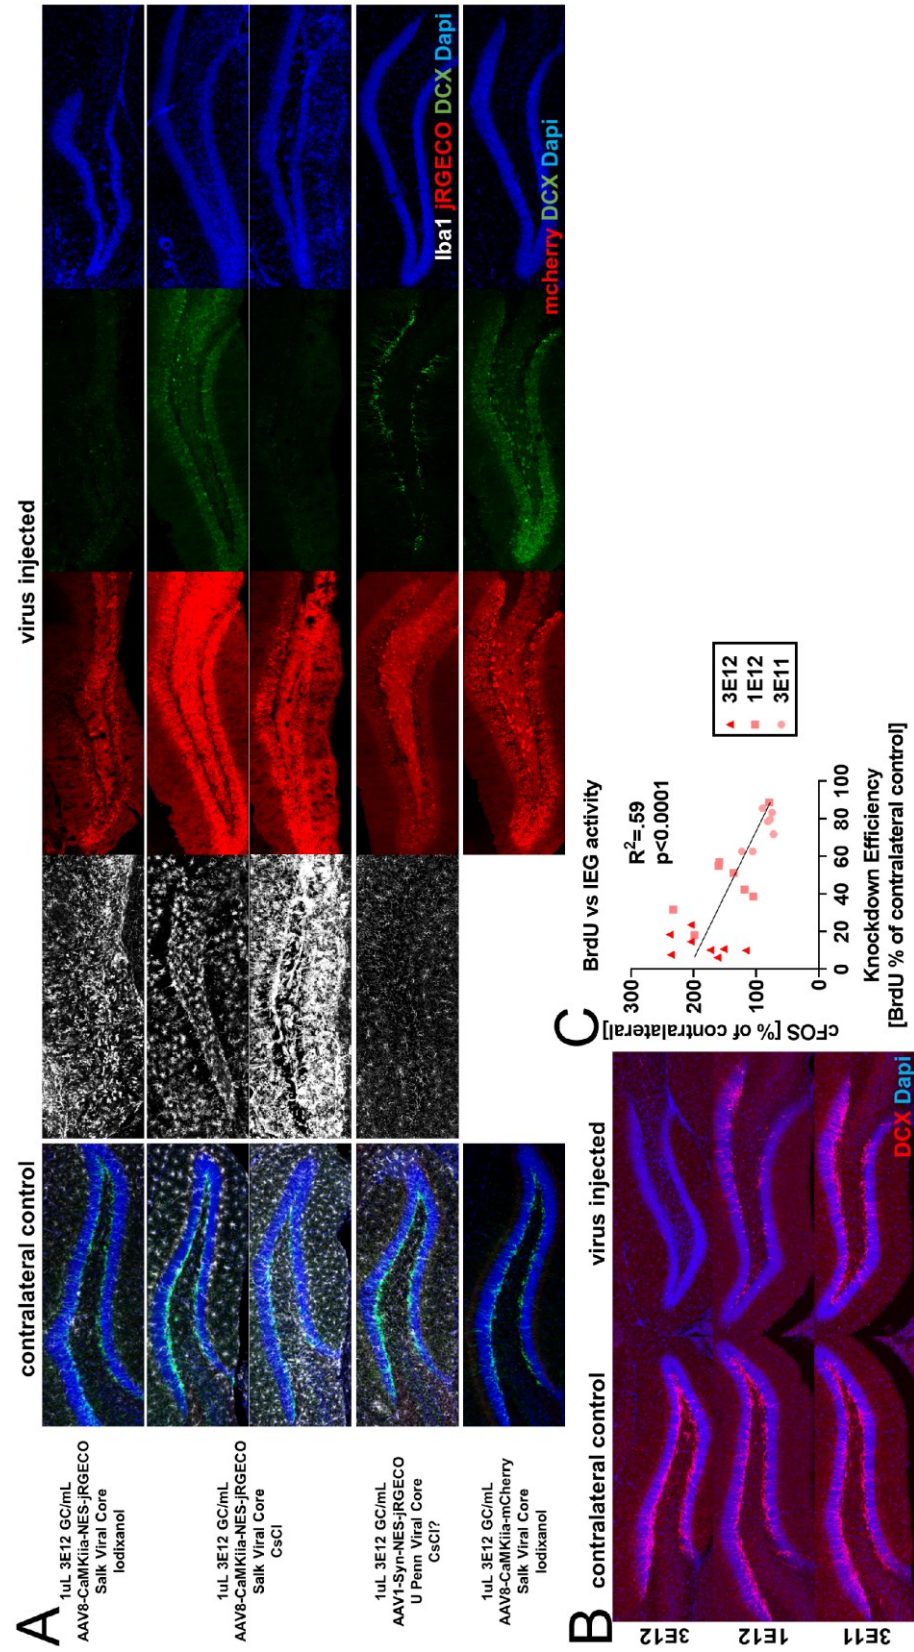 A
contralateral control
virus injected
1uL 3E12 GC/mL
AAV8-CaMKiia-NES-jRGECO
Salk Viral Core
Iodixanol
1uL 3E12 GC/mL
AAV8-CaMKiia-NES-jRGECO
Salk Viral Core
CsCl
1uL 3E12 GC/mL
AAV1-Syn-NES-jRGECO
U Penn Viral Core
CsCl?
1uL 3E12 GC/mL
AAV8-CaMKiia-mCherry
Salk Viral Core
Iodixanol
Iba1 jRGECO DCX Dapi
mcherry DCX Dapi
B
contralateral control
virus injected
3E12
1E12
3E11
DCX Dapi
C
BrdU vs IEG activity
R²=.59
p<0.0001
cFOS [% of contralateral]
300
200
100
0
0 20 40 60 80 100
Knockdown Efficiency
[BrdU % of contralateral control]
3E12
1E12
3E11